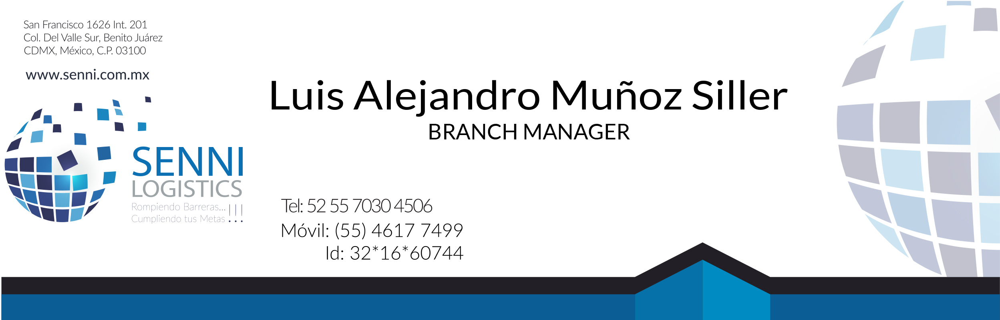 San Francisco 1626 Int. 201
Col. Del Valle Sur, Benito Juárez
CDMX, México, C.P. 03100
www.senni.com.mx
Luis Alejandro Muñoz Siller
BRANCH MANAGER
SENNI
LOGISTICS
Rompiendo Barreras...
Cumpliendo tus Metas !!!
Tel: 52 55 7030 4506
Móvil: (55) 4617 7499
Id: 32*16*60744